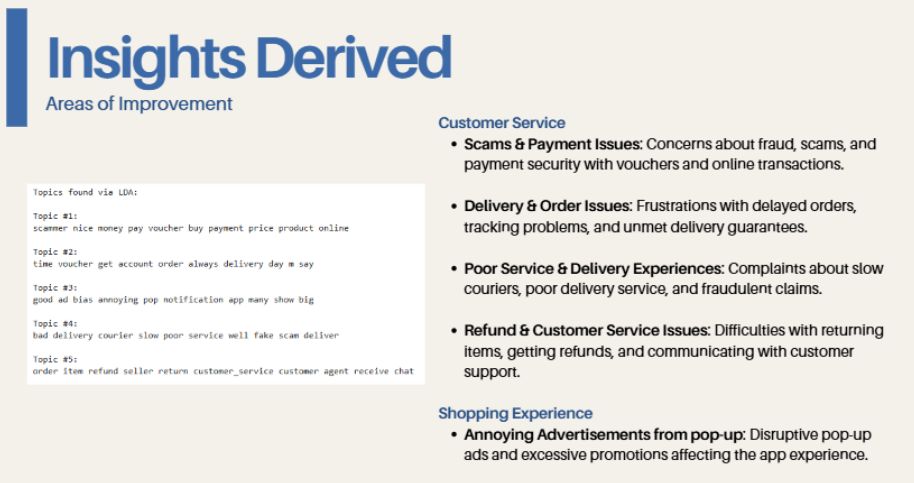 Insights Derived
Areas of Improvement
Topics found via LDA:
Topic #1:
scammer nice money pay voucher buy payment price product online
Topic #2:
time voucher get account order always delivery day m say
Topic #3:
good ad bias annoying pop notification app many show big
Topic #4:
bad delivery courier slow poor service well fake scam deliver
Topic #5:
order item refund seller return customer_service customer agent receive chat
Customer Service
• Scams & Payment Issues: Concerns about fraud, scams, and
payment security with vouchers and online transactions.
• Delivery & Order Issues: Frustrations with delayed orders,
tracking problems, and unmet delivery guarantees.
• Poor Service & Delivery Experiences: Complaints about slow
couriers, poor delivery service, and fraudulent claims.
• Refund & Customer Service Issues: Difficulties with returning
items, getting refunds, and communicating with customer
support.
Shopping Experience
• Annoying Advertisements from pop-up: Disruptive pop-up
ads and excessive promotions affecting the app experience.